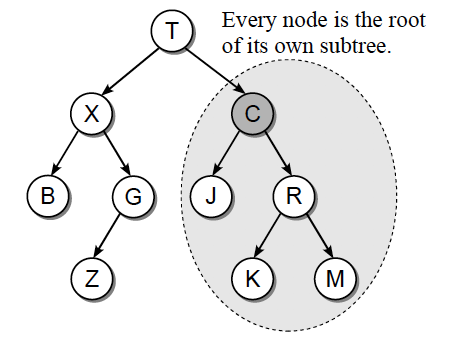 T
Every node is the root
of its own subtree.
X
C
B
G
J
R
Z
K
M